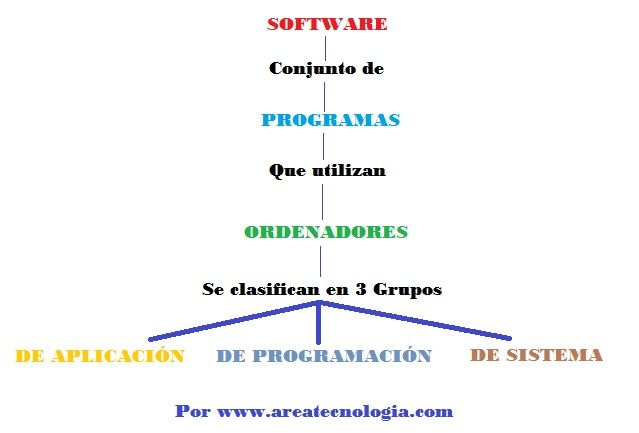 SOFTWARE
Conjunto de
PROGRAMAS
Que utilizan
ORDENADORES
Se clasifican en 3 Grupos
DE APLICACIÓN DE PROGRAMACIÓN DE SISTEMA
Por www.areatecnologia.com